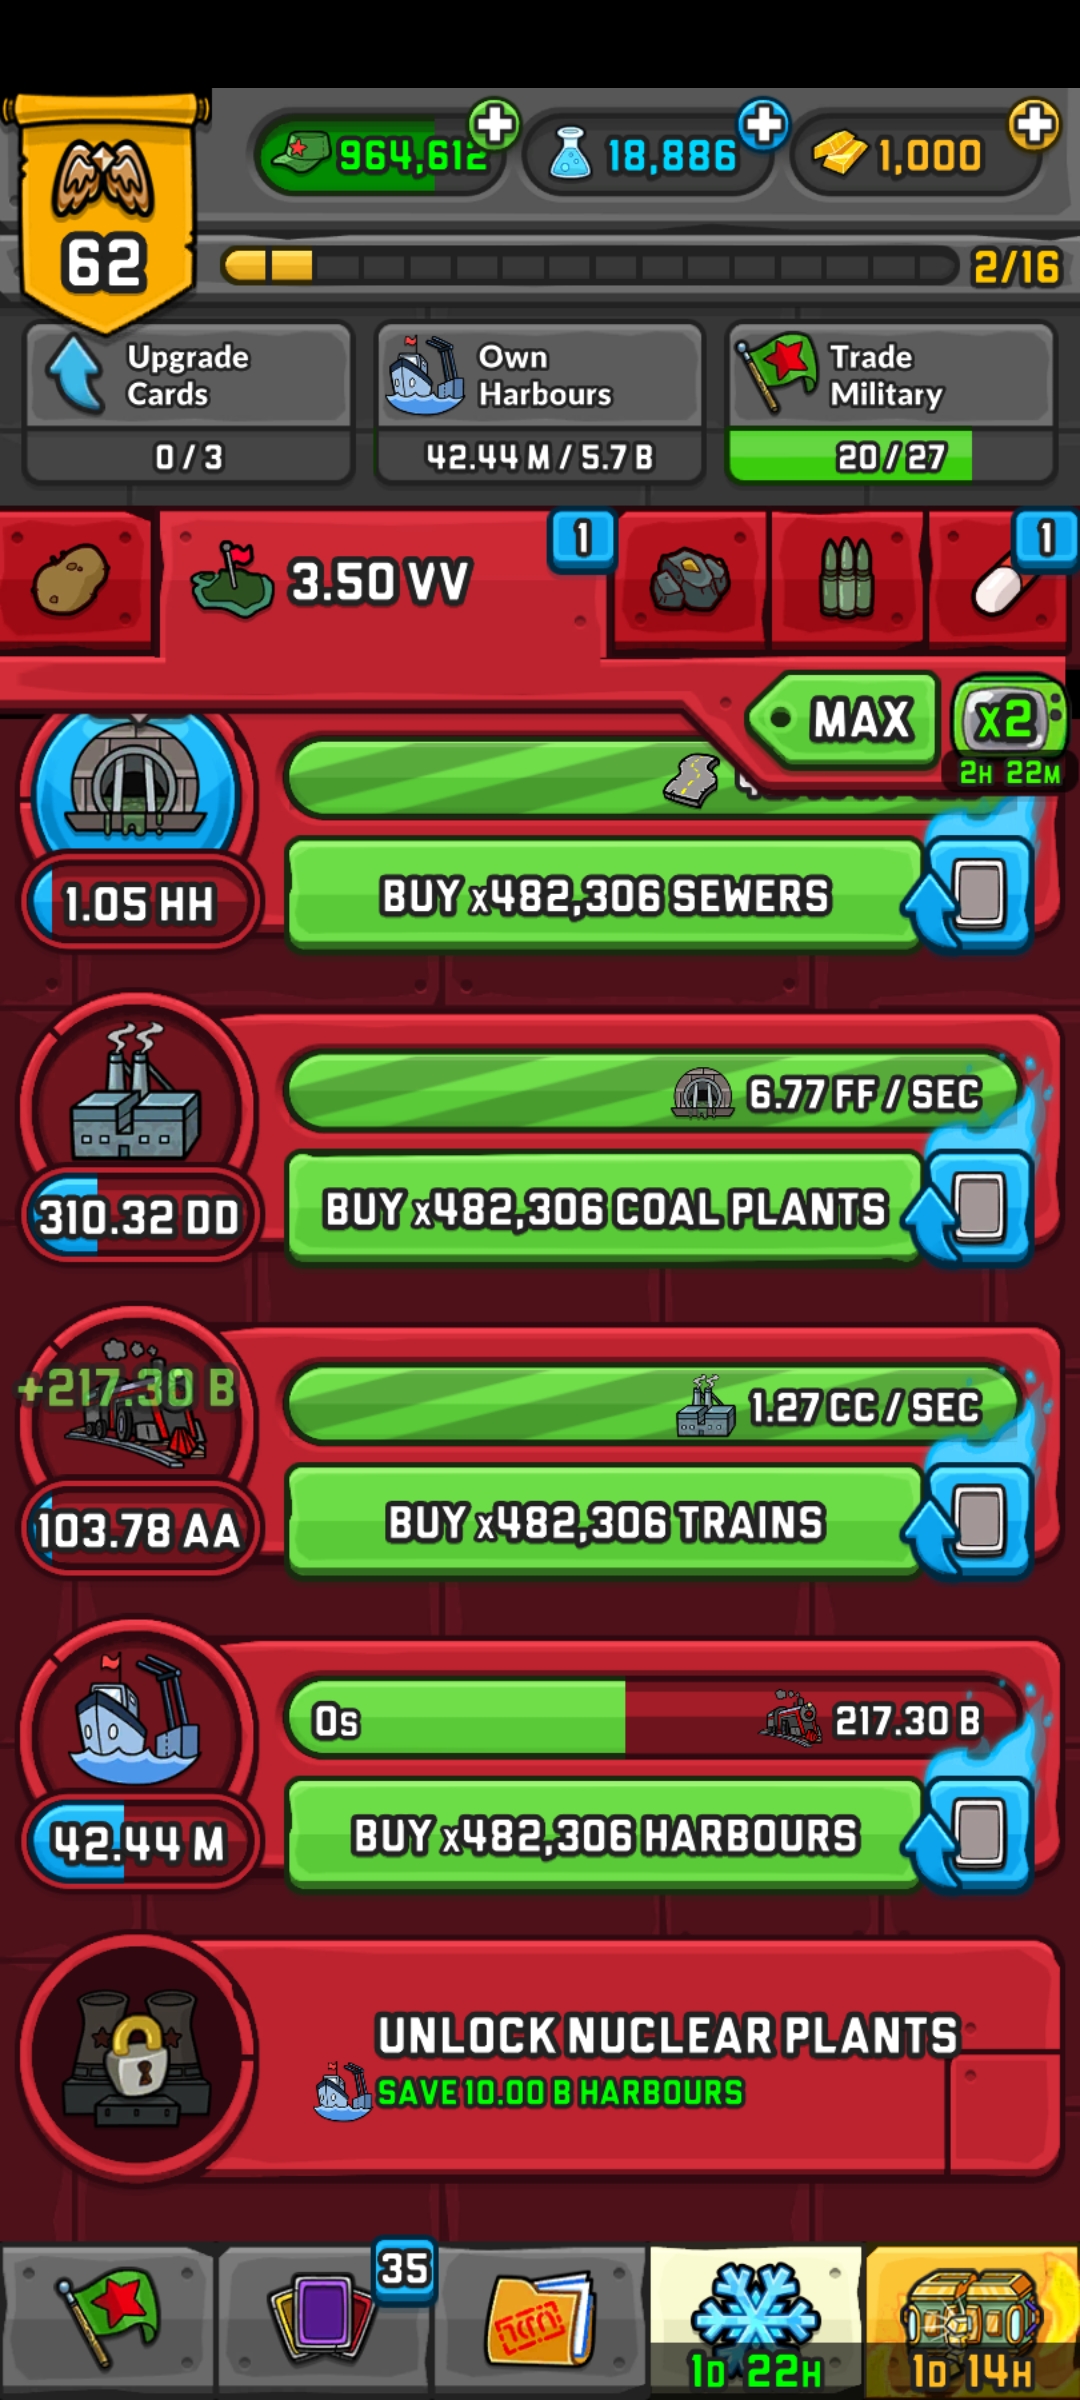 964,612
18,886
1,000
62
2/16
Upgrade
Cards
0 / 3
Own
Harbours
42.44 M / 5.7 B
Trade
Military
20 / 27
3.50 VV
1
1
MAX
x2
2H 22M
1.05 HH
BUY x482,306 SEWERS
6.77 FF / SEC
310.32 DD
BUY x482,306 COAL PLANTS
+217.30 B
1.27 CC / SEC
103.78 AA
BUY x482,306 TRAINS
0s
217.30 B
42.44 M
BUY x482,306 HARBOURS
UNLOCK NUCLEAR PLANTS
SAVE 10.00 B HARBOURS
35
1D 22H
1D 14H